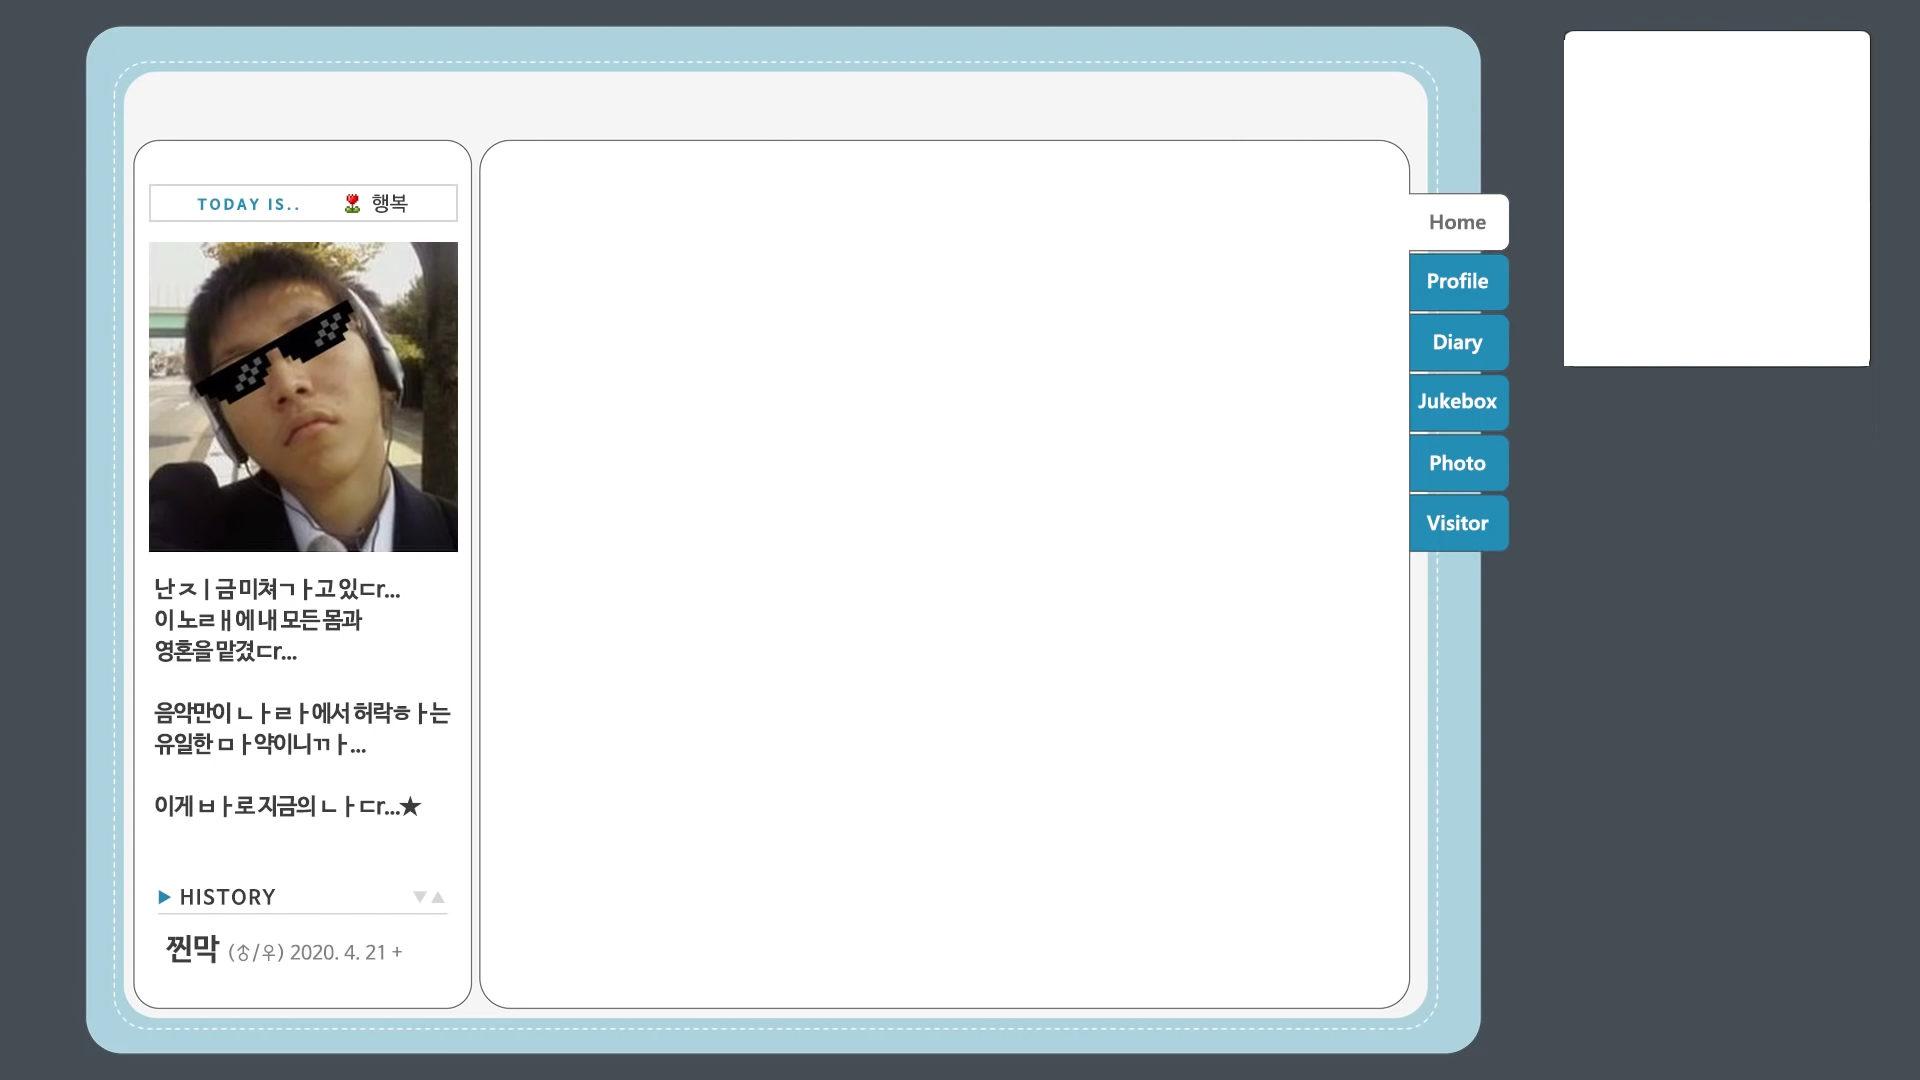 TODAY IS.. 행복
난ㅈㅣ금미쳐ㄱㅏ고있ㄷr...
이노ㄹㅐ에내모든몸과
영혼을맡겼ㄷr...
음악만이ㄴㅏㄹㅏ에서허락ㅎㅏ는
유일한ㅁㅏ약이니ㄲㅏ...
이게ㅂㅏ로지금의ㄴㅏㄷr...★
▶ HISTORY ▼▲
찐막 (♂/우) 2020. 4. 21 +
Home
Profile
Diary
Jukebox
Photo
Visitor